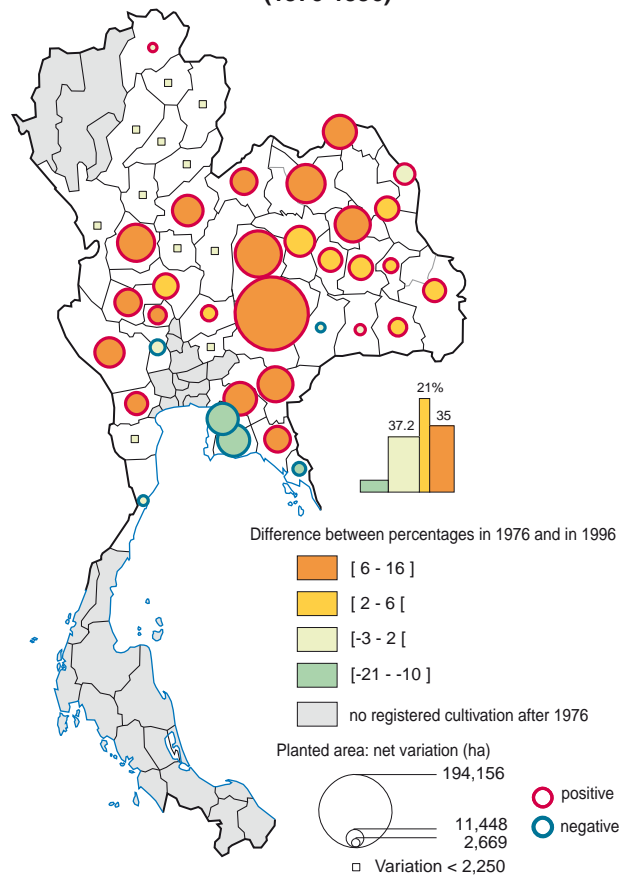 21%
37.2
35
Difference between percentages in 1976 and in 1996
[ 6 - 16 ]
[ 2 - 6 [
[-3 - 2 [
[-21 - -10 ]
no registered cultivation after 1976
Planted area: net variation (ha)
194,156
11,448
2,669
Variation < 2,250
positive
negative